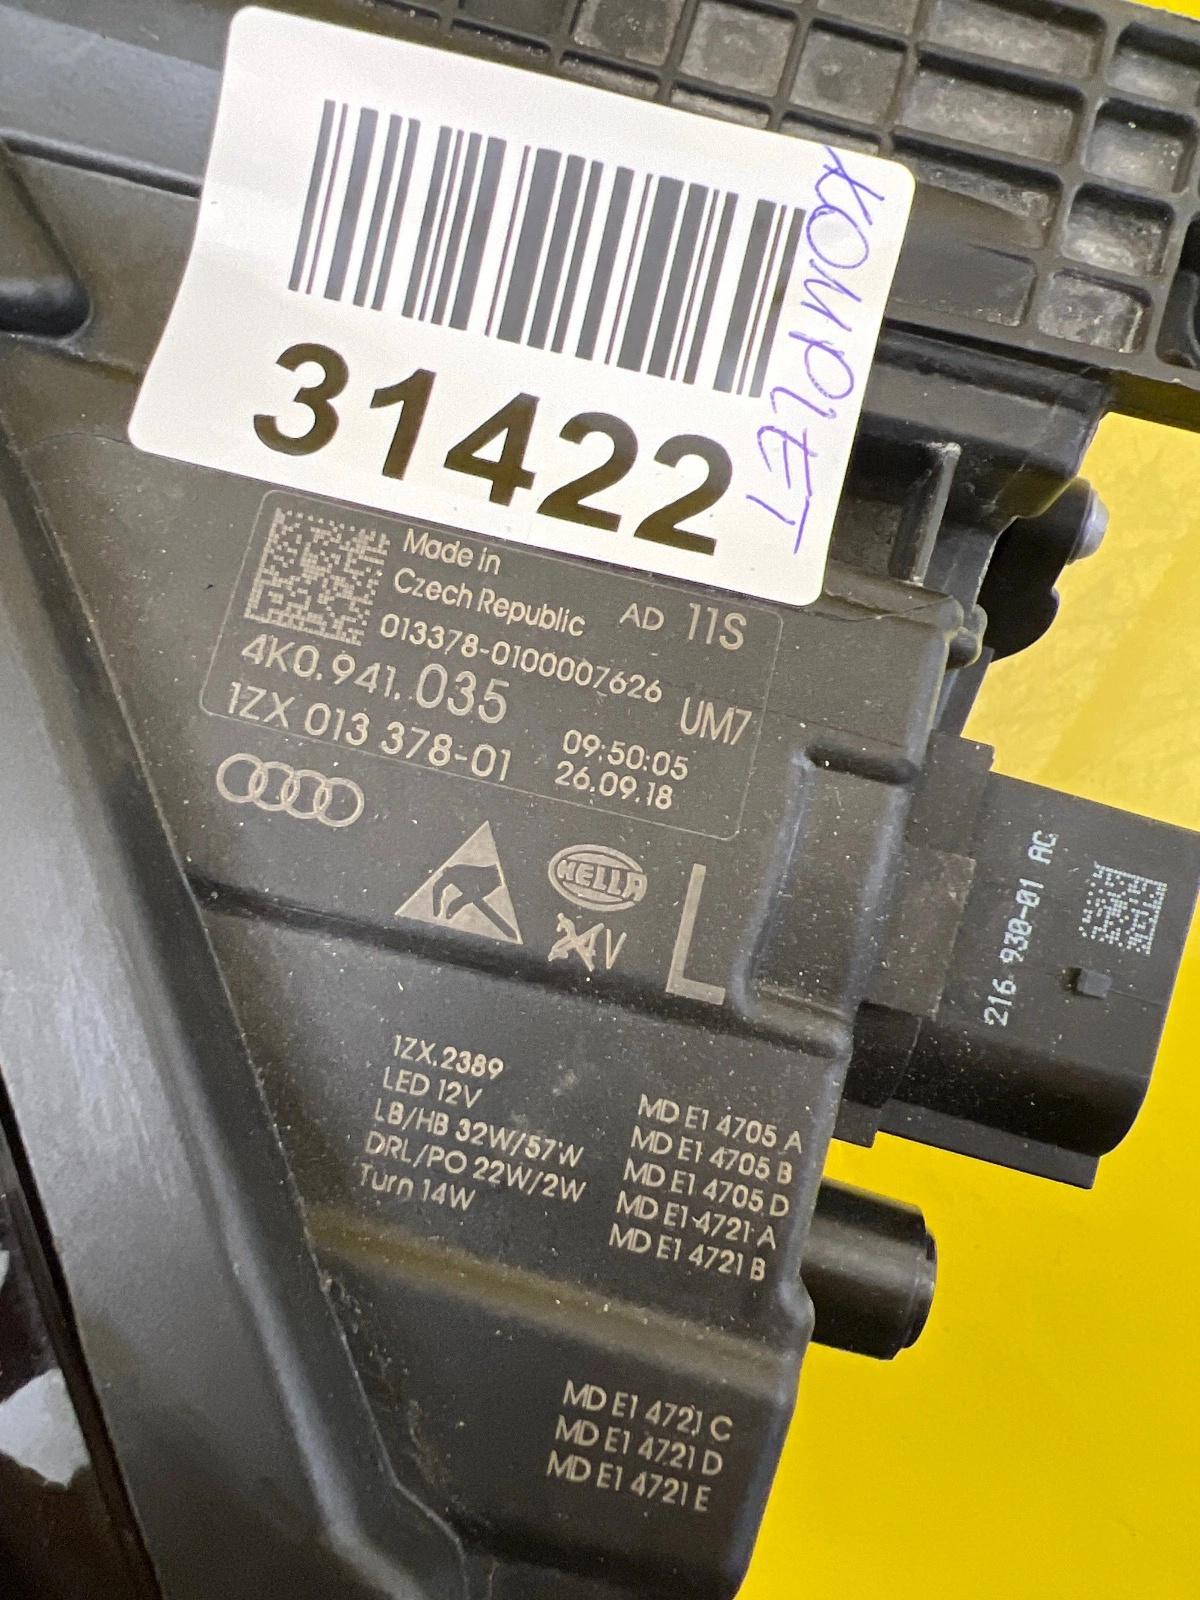 31422
KOMPLET
Made in
Czech Republic
AD 11S
013378-0100007626
4K0.941.035
UM7
1ZX 013 378-01
09:50:05
26.09.18
HELLA
24V
L
216 930-01 AC
1ZX.2389
LED 12V
LB/HB 32W/57W
DRL/PO 22W/2W
Turn 14W
MD E1 4705 A
MD E1 4705 B
MD E1 4705 D
MD E1 4721 A
MD E1 4721 B
MD E1 4721 C
MD E1 4721 D
MD E1 4721 E